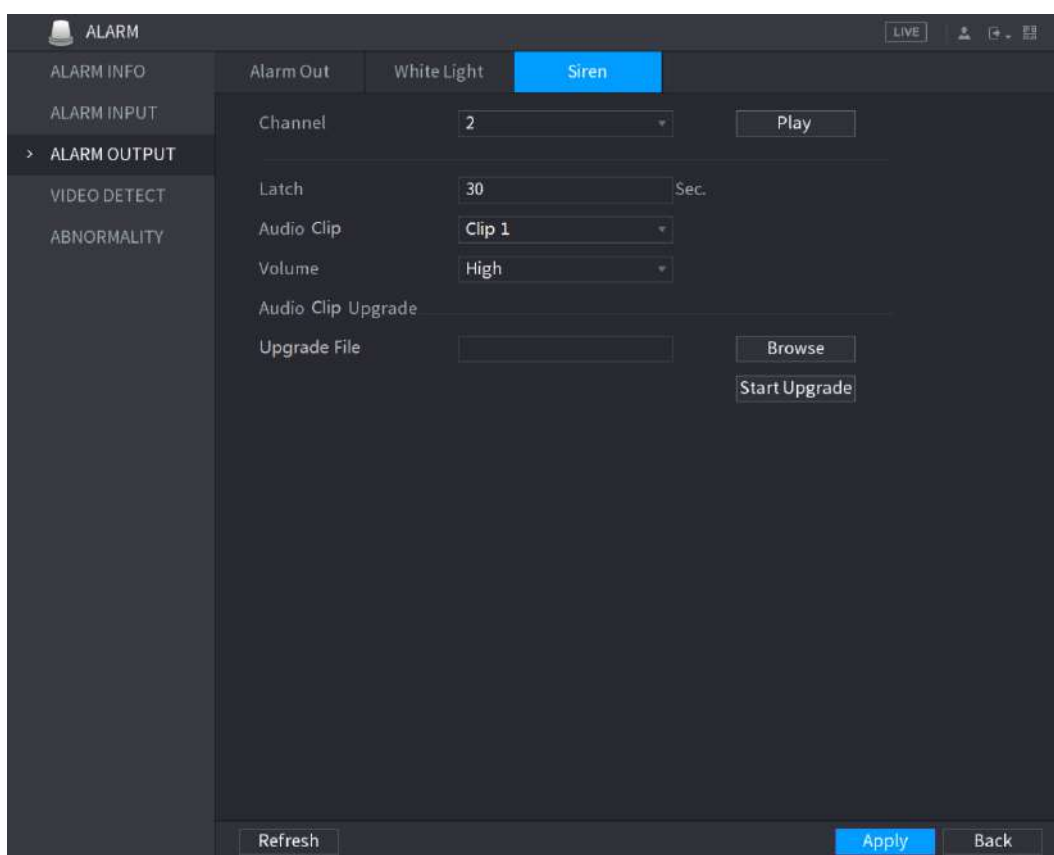 ALARM
LIVE
ALARM INFO
ALARM INPUT
ALARM OUTPUT
VIDEO DETECT
ABNORMALITY
Alarm Out White Light Siren
Channel 2 Play
Latch 30 Sec.
Audio Clip Clip 1
Volume High
Audio Clip Upgrade
Upgrade File Browse
Start Upgrade
Refresh Apply Back